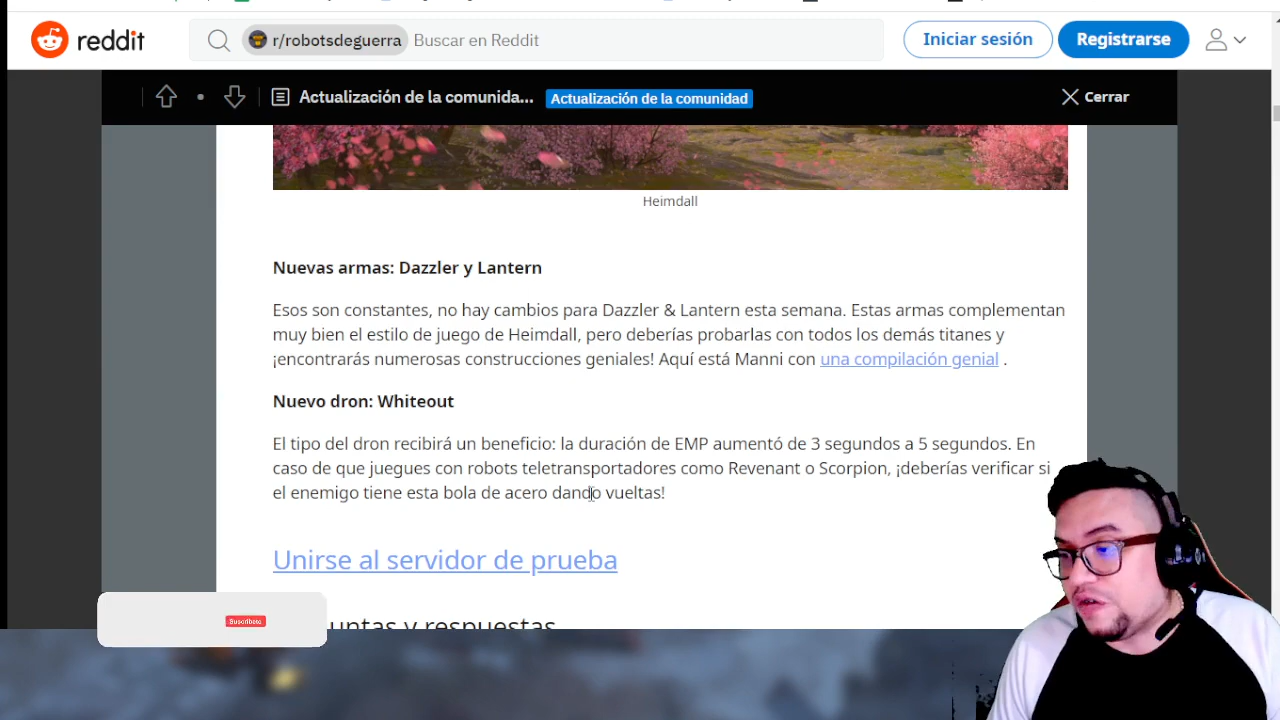 reddit
r/robotsdeguerra
Buscar en Reddit
Iniciar sesión
Registrarse
Actualización de la comunida...
Actualización de la comunidad
Cerrar
Heimdall
Nuevas armas: Dazzler y Lantern
Esos son constantes, no hay cambios para Dazzler & Lantern esta semana. Estas armas complementan
muy bien el estilo de juego de Heimdall, pero deberías probarlas con todos los demás titanes y
¡encontrarás numerosas construcciones geniales! Aquí está Manni con una compilación genial .
Nuevo dron: Whiteout
El tipo del dron recibirá un beneficio: la duración de EMP aumentó de 3 segundos a 5 segundos. En
caso de que juegues con robots teletransportadores como Revenant o Scorpion, ¡deberías verificar si
el enemigo tiene esta bola de acero dando vueltas!
Unirse al servidor de prueba
untas y respuestas
Suscríbete